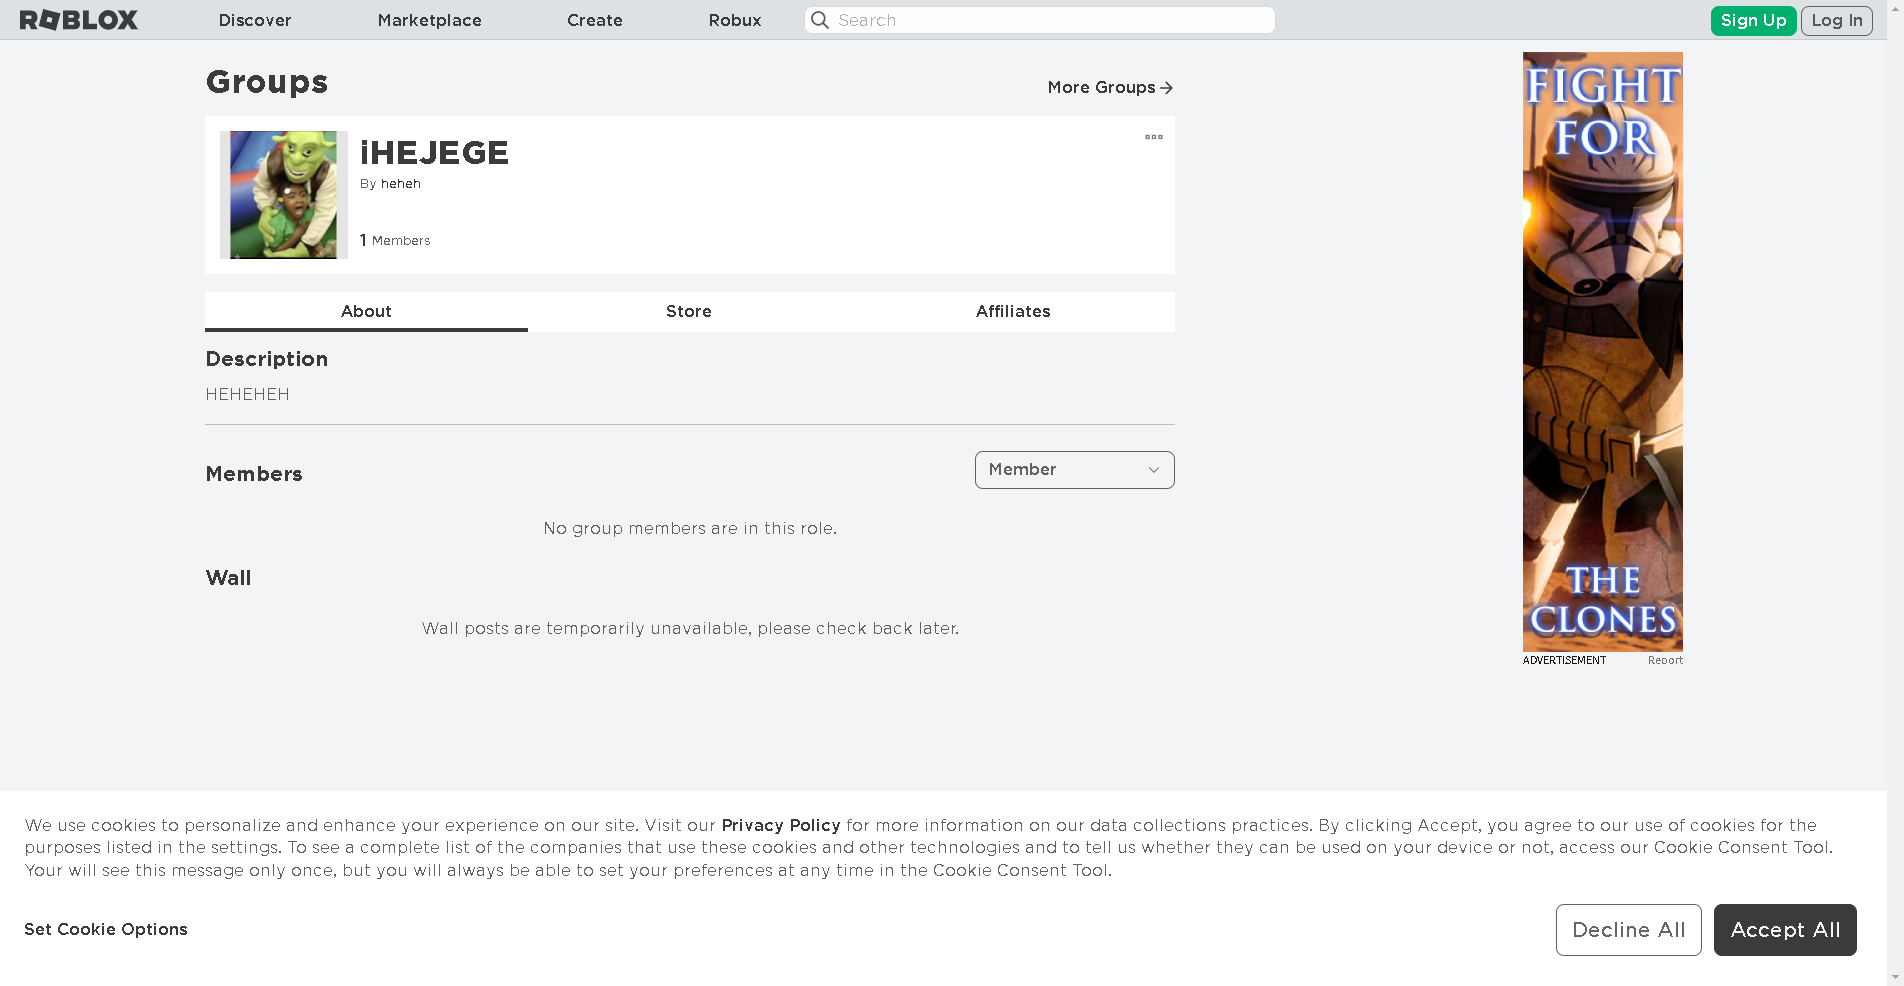 ROBLOX Discover Marketplace Create Robux Search Sign Up Log In
Groups
More Groups
iHEJEGE
By heheh
1 Members
About Store Affiliates
Description
HEHEHEH
Members
Member
No group members are in this role.
Wall
Wall posts are temporarily unavailable, please check back later.
FIGHT
FOR
THE
CLONES
ADVERTISEMENT Report
We use cookies to personalize and enhance your experience on our site. Visit our Privacy Policy for more information on our data collections practices. By clicking Accept, you agree to our use of cookies for the
purposes listed in the settings. To see a complete list of the companies that use these cookies and other technologies and to tell us whether they can be used on your device or not, access our Cookie Consent Tool.
Your will see this message only once, but you will always be able to set your preferences at any time in the Cookie Consent Tool.
Set Cookie Options
Decline All Accept All